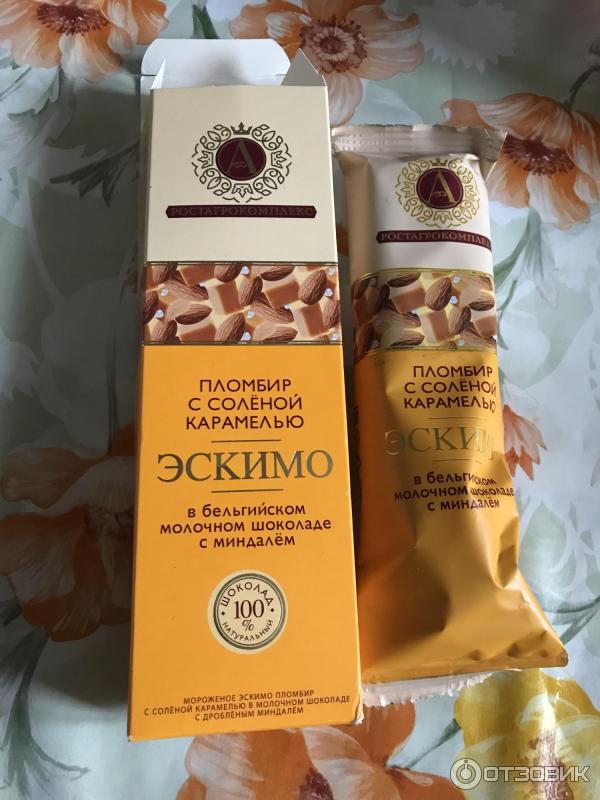 А
РОСТАГРОКОМПЛЕКС
ПЛОМБИР
С СОЛЁНОЙ
КАРАМЕЛЬЮ
ЭСКИМО
в бельгийском
молочном шоколаде
с миндалём
ШОКОЛАД
100%
НАТУРАЛЬНЫЙ
МОРОЖЕНОЕ ЭСКИМО ПЛОМБИР
С СОЛЁНОЙ КАРАМЕЛЬЮ В МОЛОЧНОМ ШОКОЛАДЕ
С ДРОБЛЁНЫМ МИНДАЛЁМ
А
РОСТАГРОКОМПЛЕКС
ПЛОМБИР
С СОЛЁНОЙ
КАРАМЕЛЬЮ
ЭСКИМО
в бельгийском
молочном шоколаде
с миндалём
ОТЗОВИК